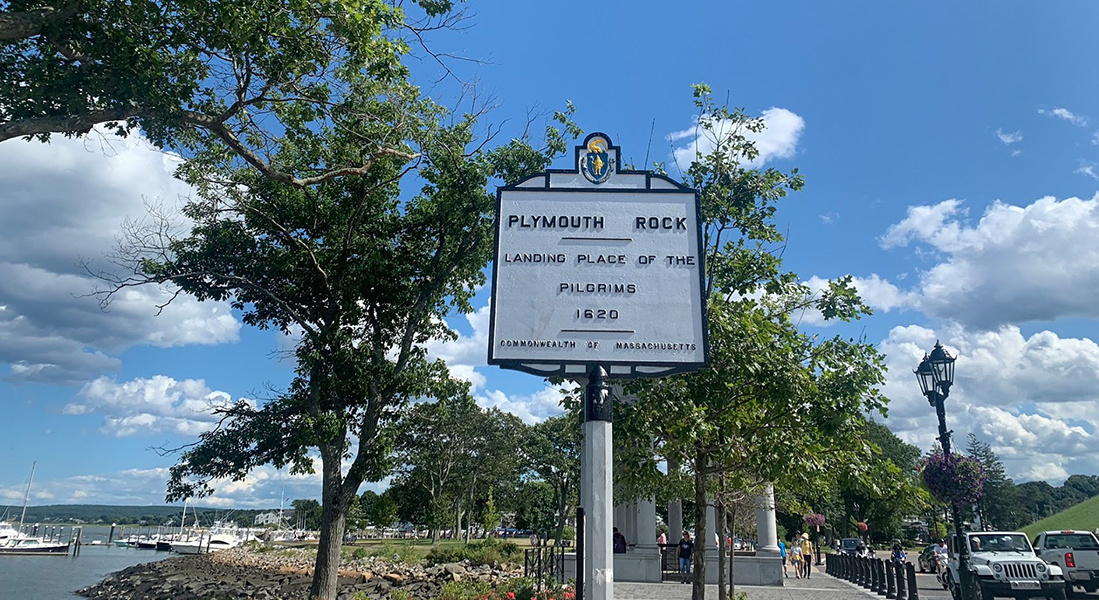 PLYMOUTH ROCK
LANDING PLACE OF THE
PILGRIMS
1620
COMMONWEALTH OF MASSACHUSETTS